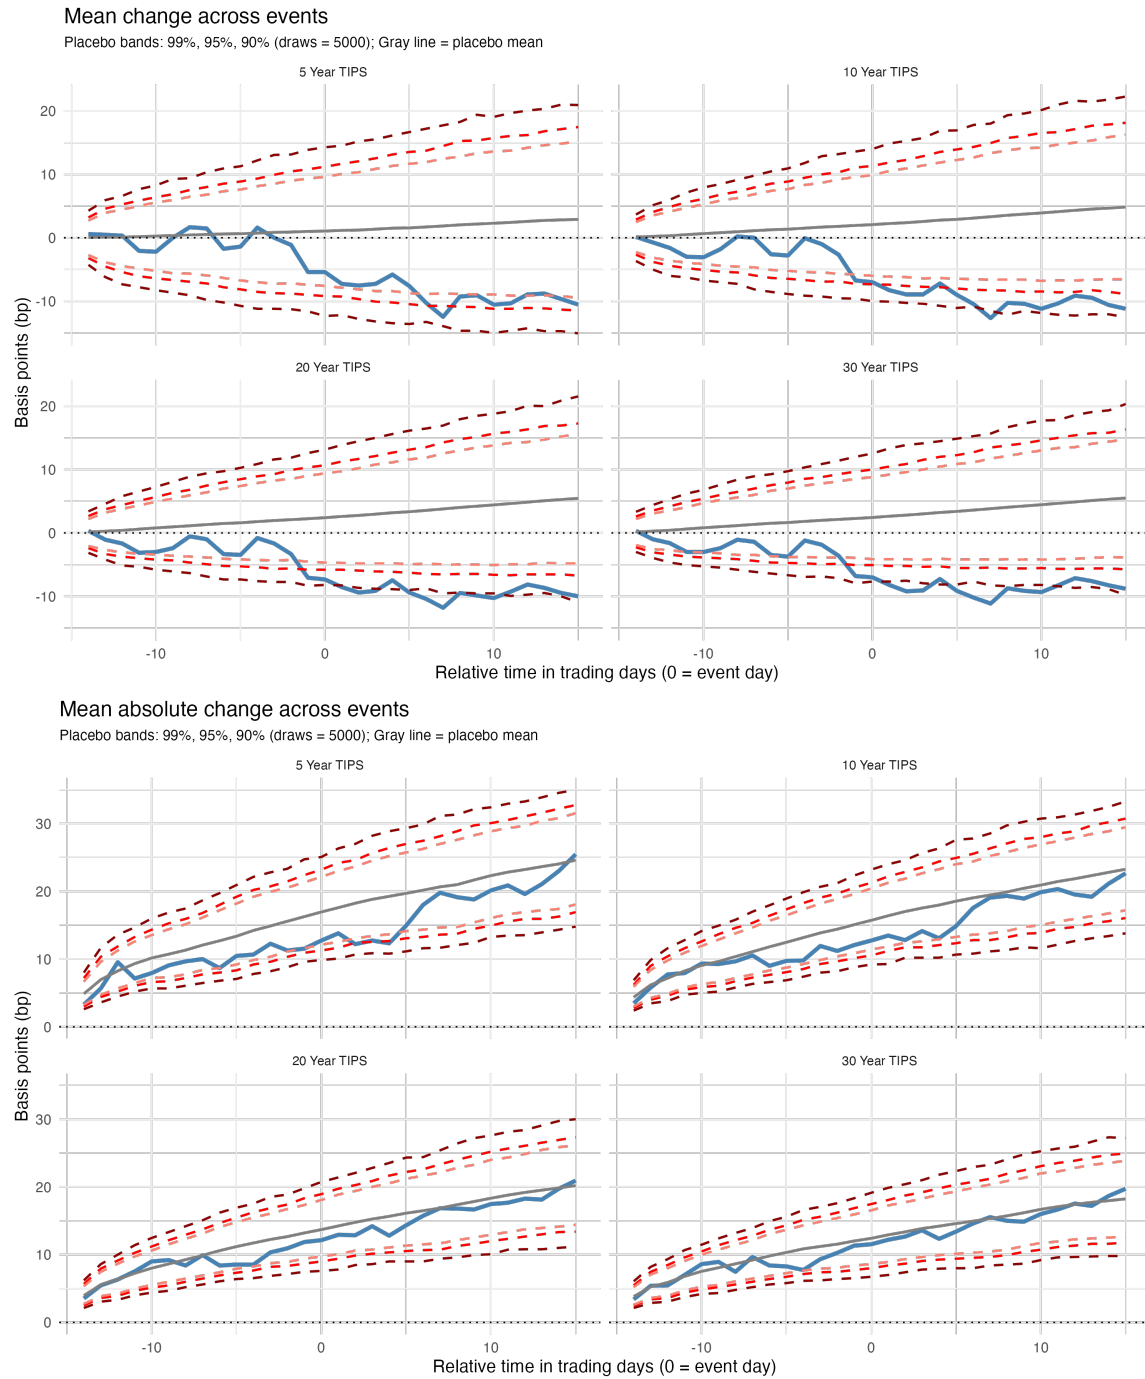 Mean change across events
Placebo bands: 99%, 95%, 90% (draws = 5000); Gray line = placebo mean
5 Year TIPS
10 Year TIPS
20
10
0
-10
20 Year TIPS
30 Year TIPS
20
10
0
-10
Basis points (bp)
-10
0
10
-10
0
10
Relative time in trading days (0 = event day)
Mean absolute change across events
Placebo bands: 99%, 95%, 90% (draws = 5000); Gray line = placebo mean
5 Year TIPS
10 Year TIPS
30
20
10
0
20 Year TIPS
30 Year TIPS
30
20
10
0
Basis points (bp)
-10
0
10
-10
0
10
Relative time in trading days (0 = event day)